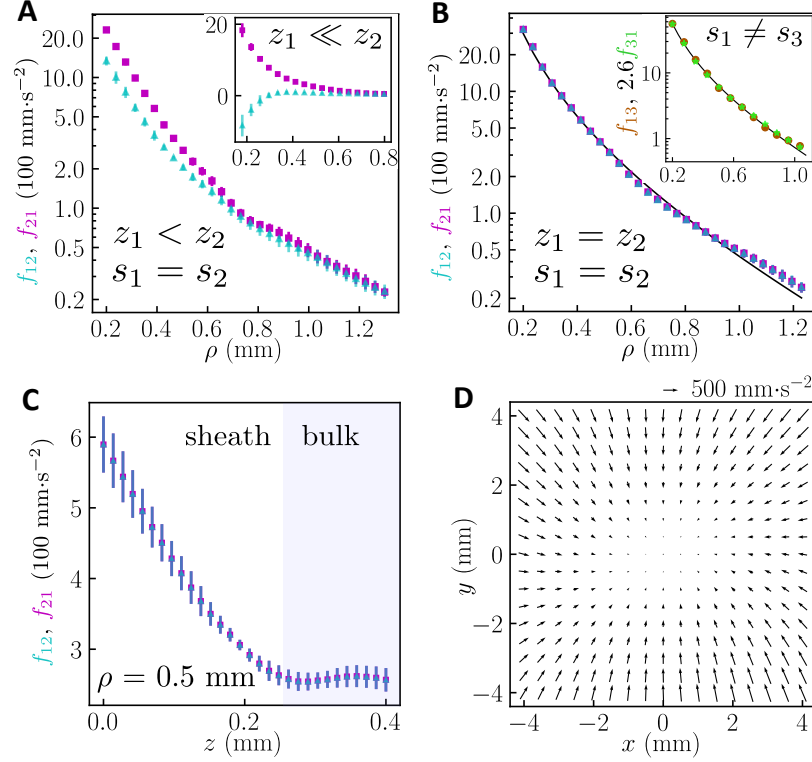 A
20.0
10.0
5.0
2.0
1.0
0.5
0.2
f₁₂, f₂₁ (100 mm·s⁻²)
z₁ ≪ z₂
10
0
0.2 0.4 0.6 0.8
z₁ < z₂
s₁ = s₂
0.2 0.4 0.6 0.8 1.0 1.2
ρ (mm)
B
20.0
10.0
5.0
2.0
1.0
0.5
0.2
f₁₂, f₂₁ (100 mm·s⁻²)
s₁ ≠ s₃
f₁₃, 2.6f₃₁
10
1
0.2 0.6 1.0
z₁ = z₂
s₁ = s₂
0.2 0.4 0.6 0.8 1.0 1.2
ρ (mm)
C
6
5
4
3
f₁₂, f₂₁ (100 mm·s⁻²)
sheath bulk
ρ = 0.5 mm
0.0 0.2 0.4
z (mm)
D
→ 500 mm·s⁻²
4
2
0
−2
−4
y (mm)
−4 −2 0 2 4
x (mm)